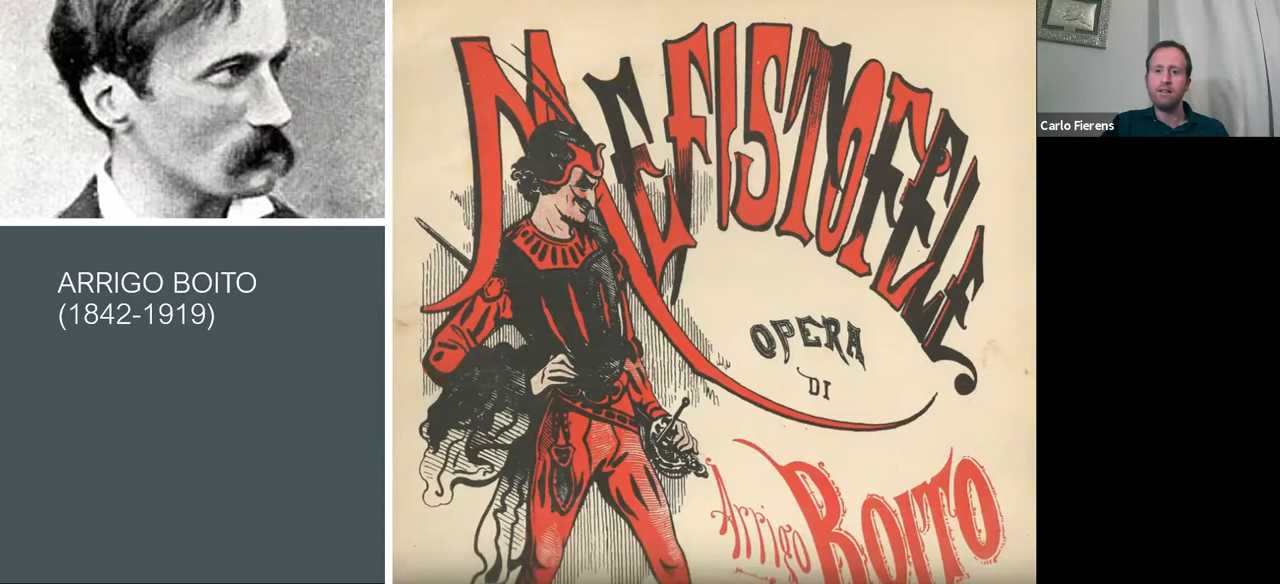 ARRIGO BOITO
(1842-1919)
MEFISTOFELE
OPERA
DI
Arrigo BOITO
Carlo Fierens